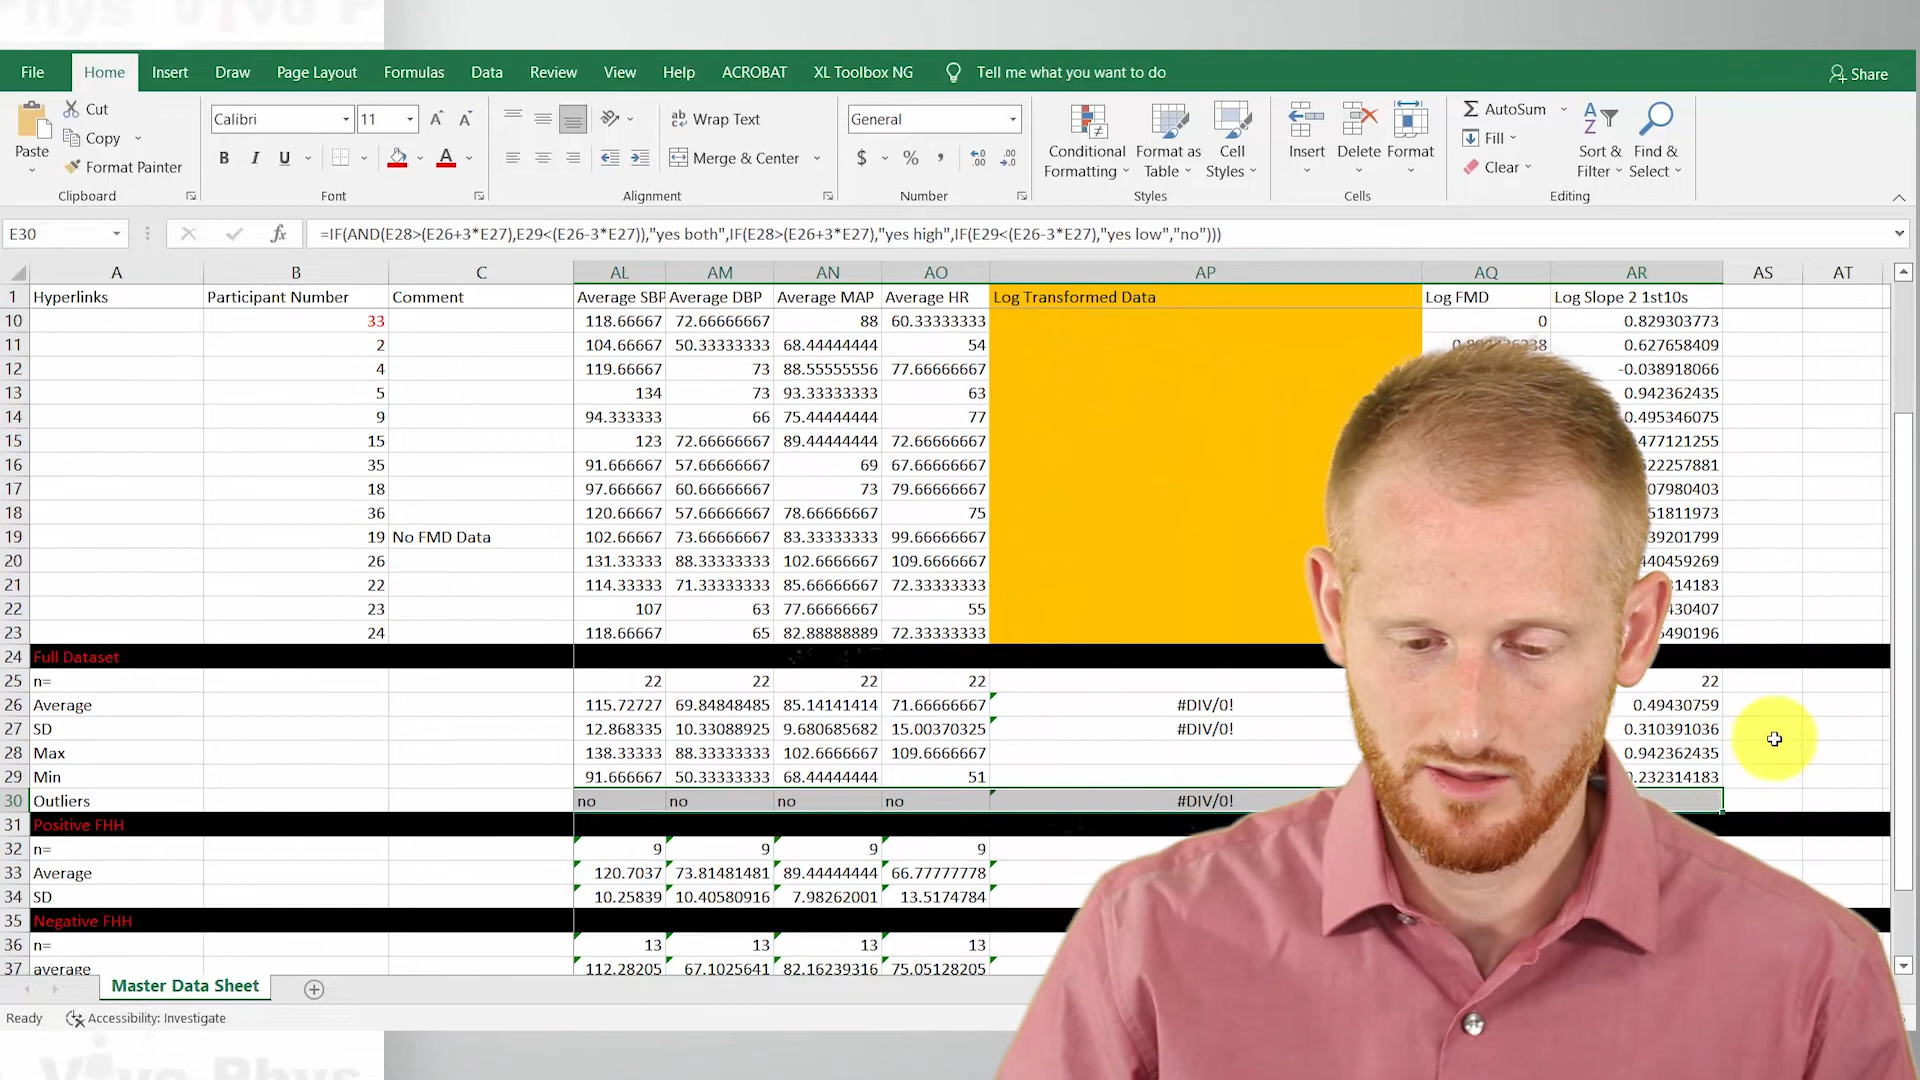 File Home Insert Draw Page Layout Formulas Data Review View Help ACROBAT XL Toolbox NG Tell me what you want to do Share
Paste Cut Copy Format Painter Clipboard
Calibri 11 B I U A Font
Wrap Text Merge & Center Alignment
General $ % , Number
Conditional Formatting Format as Table Cell Styles Styles
Insert Delete Format Cells
AutoSum Fill Clear Sort & Filter Find & Select Editing
E30 fx =IF(AND(E28>(E26+3*E27),E29<(E26-3*E27)),"yes both",IF(E28>(E26+3*E27),"yes high",IF(E29<(E26-3*E27),"yes low","no")))
A B C AL AM AN AO AP AQ AR AS AT
1 Hyperlinks Participant Number Comment Average SBP Average DBP Average MAP Average HR Log Transformed Data Log FMD Log Slope 2 1st10s
10 33 118.66667 72.66666667 88 60.33333333 0 0.829303773
11 2 104.66667 50.33333333 68.44444444 54 0.627658409
12 4 119.66667 73 88.55555556 77.66666667 -0.038918066
13 5 134 73 93.33333333 63 0.942362435
14 9 94.333333 66 75.44444444 77 0.495346075
15 15 123 72.66666667 89.44444444 72.66666667 477121255
16 35 91.666667 57.66666667 69 67.66666667 22257881
17 18 97.666667 60.66666667 73 79.66666667 07980403
18 36 120.66667 57.66666667 78.66666667 75 51811973
19 19 No FMD Data 102.66667 73.66666667 83.33333333 99.66666667 39201799
20 26 131.33333 88.33333333 102.6666667 109.6666667 440459269
21 22 114.33333 71.33333333 85.66666667 72.33333333 314183
22 23 107 63 77.66666667 55 430407
23 24 118.66667 65 82.88888889 72.33333333 490196
24 Full Dataset
25 n= 22 22 22 22 22
26 Average 115.72727 69.84848485 85.14141414 71.66666667 #DIV/0! 0.49430759
27 SD 12.868335 10.33088925 9.680685682 15.00370325 #DIV/0! 0.310391036
28 Max 138.33333 88.33333333 102.6666667 109.6666667 0.942362435
29 Min 91.666667 50.33333333 68.44444444 51 0.232314183
30 Outliers no no no no #DIV/0!
31 Positive FHH
32 n= 9 9 9 9
33 Average 120.7037 73.81481481 89.44444444 66.77777778
34 SD 10.25839 10.40580916 7.98262001 13.5174784
35 Negative FHH
36 n= 13 13 13 13
37 average 112.28205 67.1025641 82.16239316 75.05128205
Master Data Sheet
Ready Accessibility: Investigate